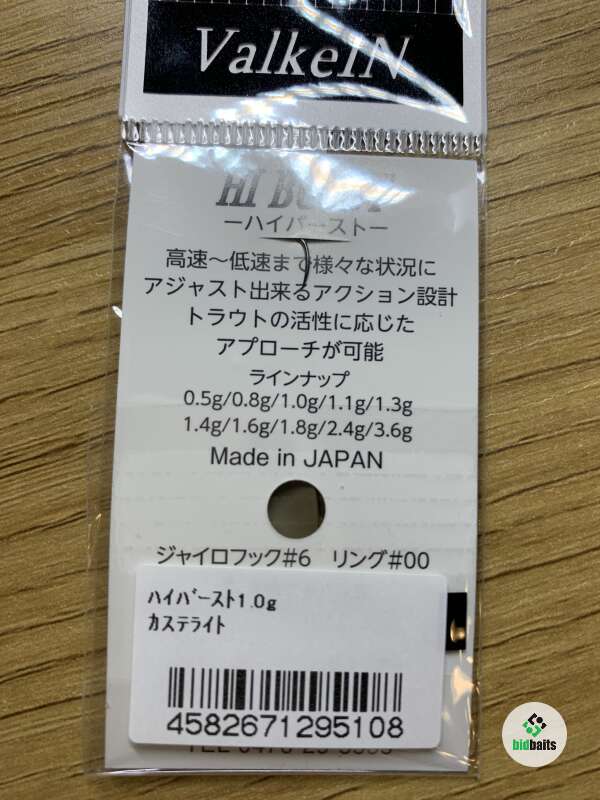 ValkeIN
HI BURST
ーハイバーストー
高速～低速まで様々な状況に
アジャスト出来るアクション設計
トラウトの活性に応じた
アプローチが可能
ラインナップ
0.5g/0.8g/1.0g/1.1g/1.3g
1.4g/1.6g/1.8g/2.4g/3.6g
Made in JAPAN
ジャイロフック#6 リング#00
ﾊｲﾊﾞｰｽﾄ1.0g
ｶｽﾃﾗｲﾄ
4582671295108
bidbaits